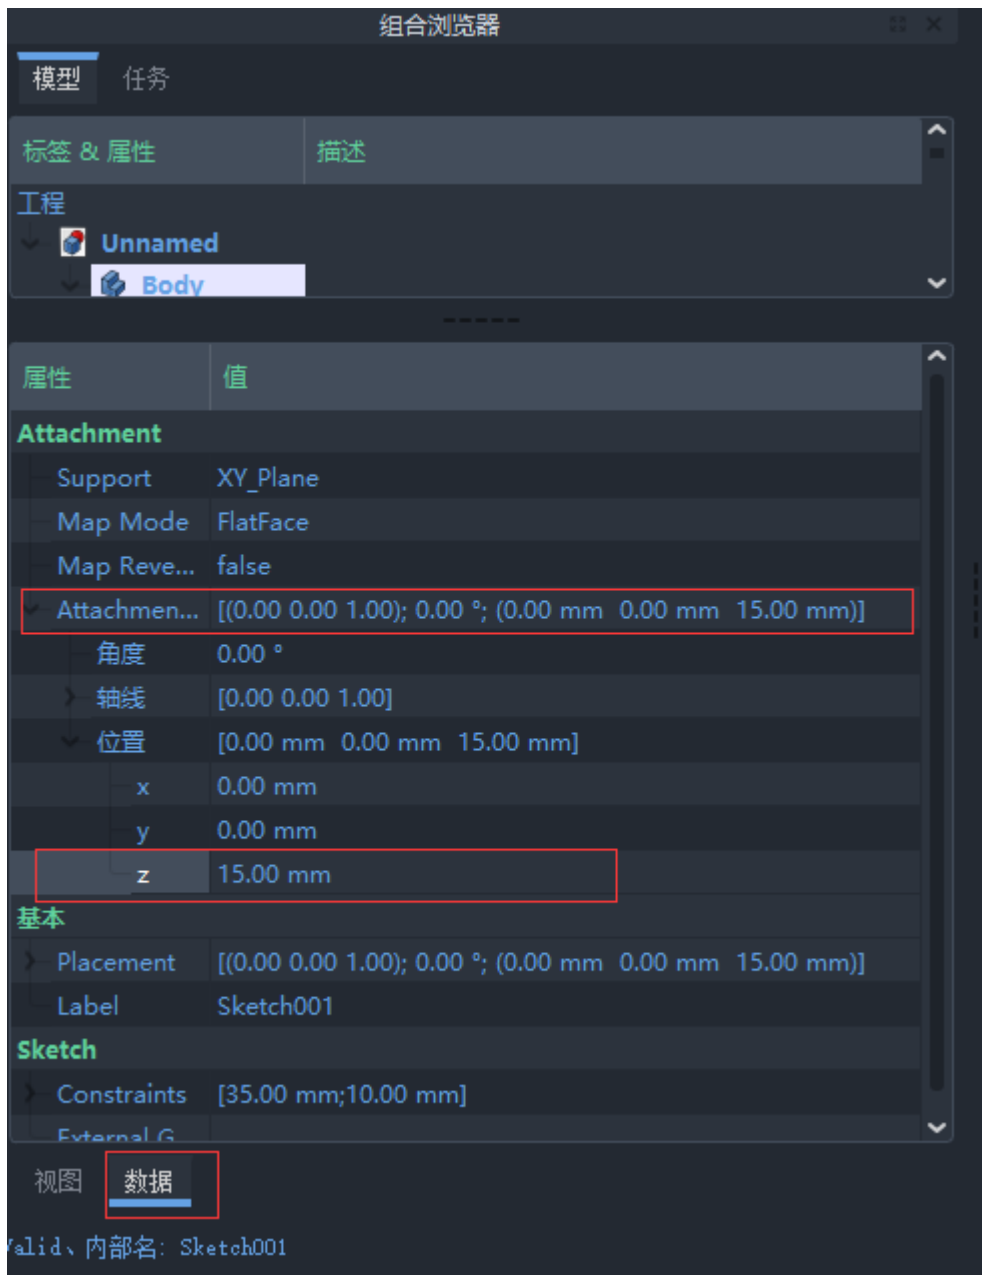 组合浏览器
模型 任务
标签 & 属性 描述
工程
Unnamed
Body
属性 值
Attachment
Support XY_Plane
Map Mode FlatFace
Map Reve... false
Attachmen... [(0.00 0.00 1.00); 0.00 °; (0.00 mm 0.00 mm 15.00 mm)]
角度 0.00 °
轴线 [0.00 0.00 1.00]
位置 [0.00 mm 0.00 mm 15.00 mm]
x 0.00 mm
y 0.00 mm
z 15.00 mm
基本
Placement [(0.00 0.00 1.00); 0.00 °; (0.00 mm 0.00 mm 15.00 mm)]
Label Sketch001
Sketch
Constraints [35.00 mm;10.00 mm]
External G
视图 数据
Valid、内部名: Sketch001